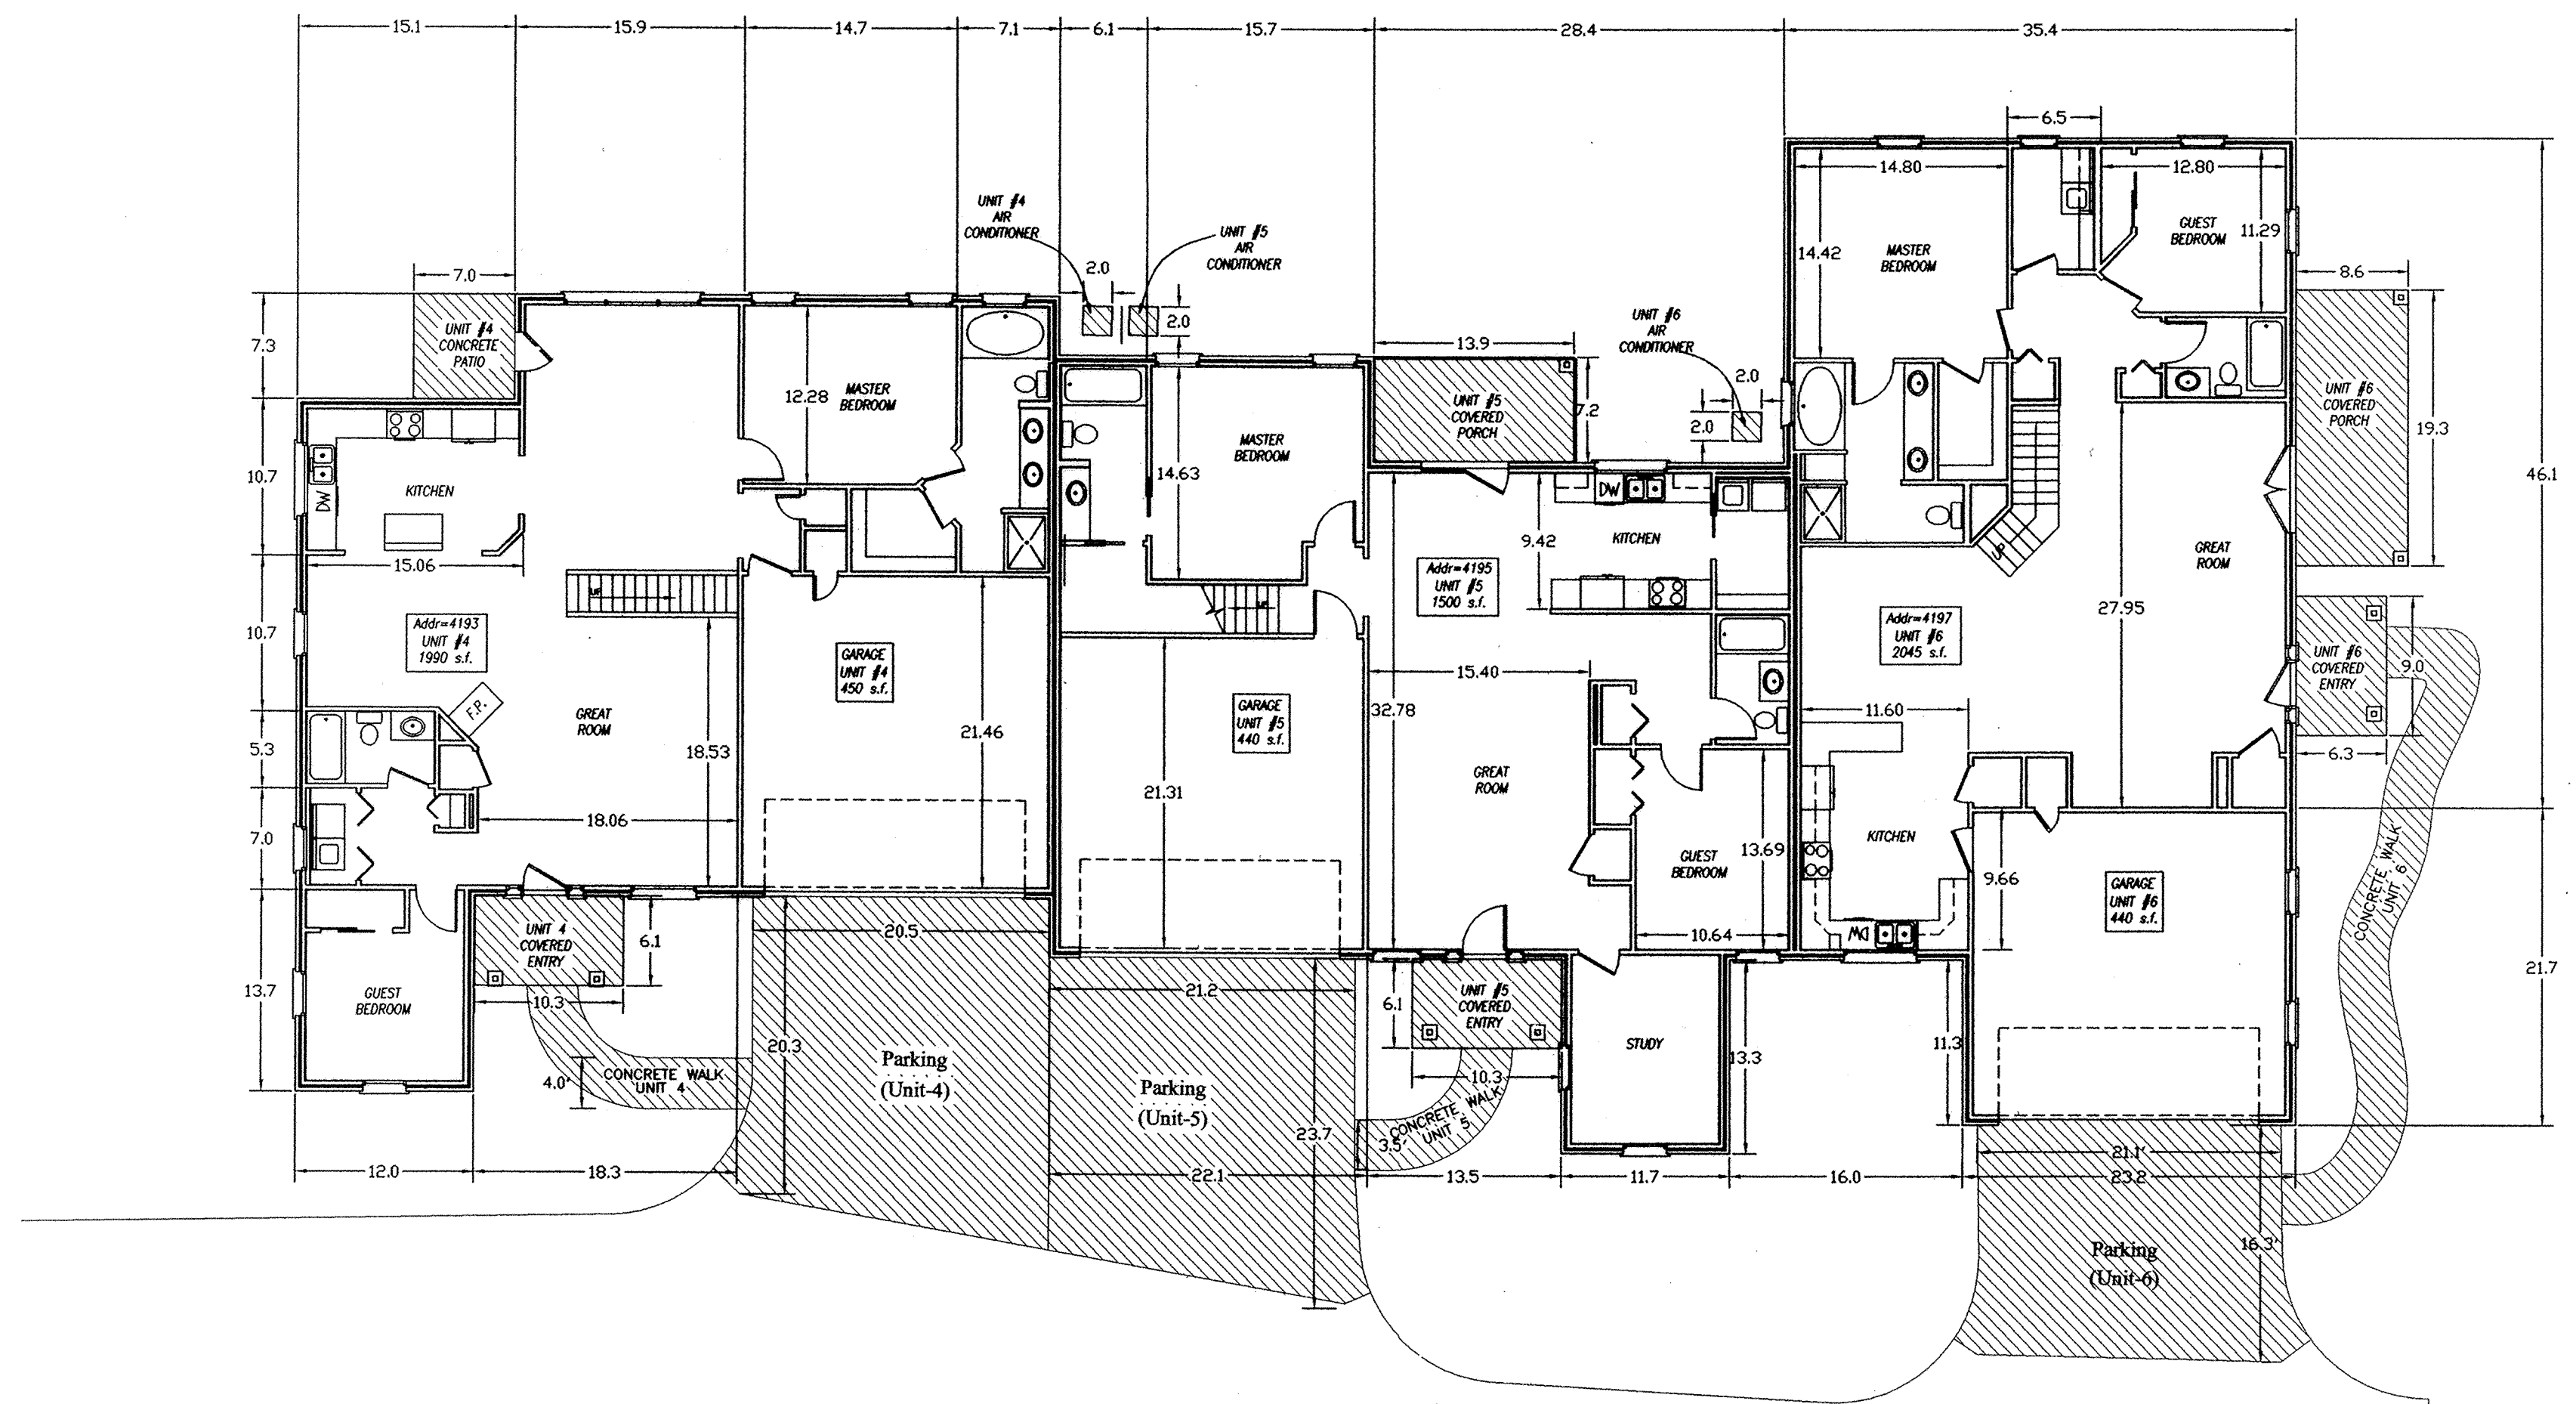 15.1
15.9
14.7
7.1
6.1
15.7
28.4
35.4
6.5
14.80
12.80
UNIT #4
AIR
CONDITIONER
UNIT #5
AIR
CONDITIONER
2.0
2.0
7.0
UNIT #4
CONCRETE
PATIO
7.3
10.7
10.7
5.3
7.0
13.7
KITCHEN
DW
15.06
Addr=4193
UNIT #4
1990 s.f.
UP
F.P.
GREAT
ROOM
18.53
18.06
12.28
MASTER
BEDROOM
GARAGE
UNIT #4
450 s.f.
21.46
GUEST
BEDROOM
UNIT 4
COVERED
ENTRY
6.1
10.3
4.0'
CONCRETE WALK
UNIT 4
12.0
18.3
20.5
20.3
Parking
(Unit-4)
14.63
MASTER
BEDROOM
UP
GARAGE
UNIT #5
440 s.f.
21.31
21.2
Parking
(Unit-5)
23.7
22.1
13.9
UNIT #5
COVERED
PORCH
7.2
UNIT #6
AIR
CONDITIONER
2.0
2.0
9.42
DW
KITCHEN
Addr=4195
UNIT #5
1500 s.f.
15.40
32.78
GREAT
ROOM
GUEST
BEDROOM
13.69
10.64
6.1
UNIT #5
COVERED
ENTRY
10.3
CONCRETE WALK
UNIT 5
3.5'
STUDY
13.3
13.5
11.7
16.0
14.42
MASTER
BEDROOM
GUEST
BEDROOM
11.29
8.6
UNIT #6
COVERED
PORCH
19.3
46.1
UP
GREAT
ROOM
27.95
Addr=4197
UNIT #6
2045 s.f.
11.60
KITCHEN
DW
9.66
UNIT #6
COVERED
ENTRY
9.0
6.3
CONCRETE WALK
UNIT 6
GARAGE
UNIT #6
440 s.f.
21.7
11.3
21.1'
23.2
Parking
(Unit-6)
16.3'